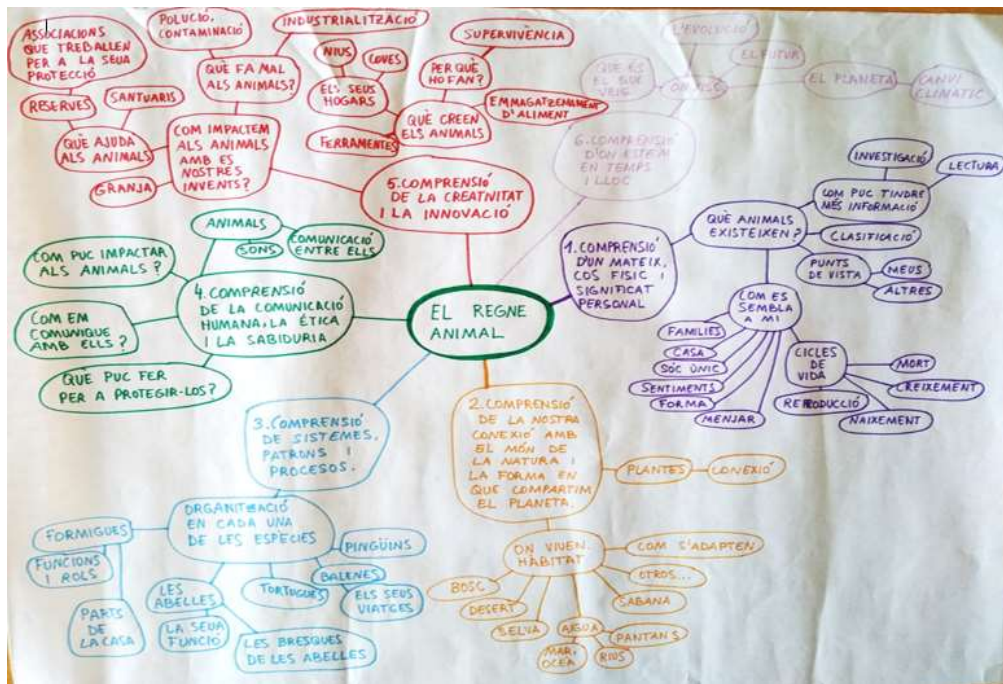 EL REGNE
ANIMAL
1.COMPRENSIÓ
D'UN MATEIX,
COS FISIC I
SIGNIFICAT
PERSONAL
QUÈ ANIMALS
EXISTEIXEN?
COM PUC TINDRE
MÉS INFORMACIÓ
INVESTIGACIÓ
LECTURA
CLASIFICACIÓ
PUNTS
DE VISTA
MEUS
ALTRES
COM ES
SEMBLA
A MI
FAMILIES
CASA
SÓC ÚNIC
SENTIMENTS
FORMA
MENJAR
CICLES
DE
VIDA
MORT
CREIXEMENT
NAIXEMENT
REPRODUCCIÓ
2.COMPRENSIÓ
DE LA NOSTRA
CONEXIÓ AMB
EL MÓN DE
LA NATURA I
LA FORMA EN
QUE COMPARTIM
EL PLANETA.
PLANTES
CONEXIÓ
ON VIUEN.
HÀBITAT
COM S'ADAPTEN
OTROS...
SABANA
PANTANS
RIUS
AIGUA
MAR,
OCEÀ
SELVA
DESERT
BOSC
3.COMPRENSIÓ
DE SISTEMES,
PATRONS I
PROCESOS.
ORGANITZACIÓ
EN CADA UNA
DE LES ESPÈCIES
FORMIGUES
FUNCIONS
I ROLS
PARTS
DE
LA CASA
LES
ABELLES
LA SEUA
FUNCIÓ
LES BRESQUES
DE LES ABELLES
TORTUGUES
PINGÜINS
BALENES
ELS SEUS
VIATGES
4.COMPRENSIÓ
DE LA COMUNICACIÓ
HUMANA, LA ÉTICA
I LA SABIDURIA
ANIMALS
SONS
COMUNICACIÓ
ENTRE ELLS
COM PUC IMPACTAR
ALS ANIMALS?
COM EM
COMUNIQUE
AMB ELLS?
QUÈ PUC FER
PER A PROTEGIR-LOS?
5.COMPRENSIÓ
DE LA CREATIVITAT
I LA INNOVACIÓ
COM IMPACTEM
ALS ANIMALS
AMB ES
NOSTRES
INVENTS?
QUÈ FA MAL
ALS ANIMALS?
POLUCIÓ,
CONTAMINACIÓ
INDUSTRIALITZACIÓ
QUÈ AJUDA
ALS ANIMALS
ASSOCIACIONS
QUE TREBALLEN
PER A LA SEUA
PROTECCIÓ
RESERVES
SANTUARIS
GRANJA
QUÈ CREEN
ELS ANIMALS
ELS SEUS
HOGARS
NIUS
COVES
FERRAMENTES
PER QUÈ
HO FAN?
SUPERVIVÈNCIA
EMMAGATZEMAMENT
D'ALIMENT
6.COMPRENSIÓ
D'ON ESTEM
EN TEMPS
I LLOC
QUE ÉS
EL QUE
VEIG
L'EVOLUCIÓ
EL FUTUR
EL PLANETA
CANVI
CLIMÀTIC